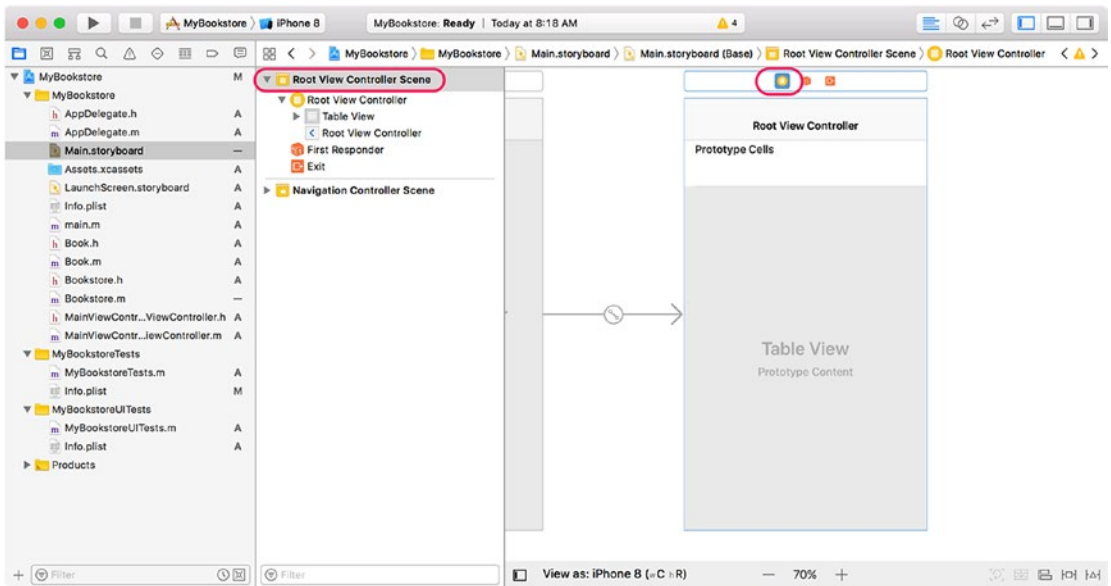 MyBookstore
iPhone 8
MyBookstore: Ready | Today at 8:18 AM
4
MyBookstore
MyBookstore
Main.storyboard
Main.storyboard (Base)
Root View Controller Scene
Root View Controller
MyBookstore M
MyBookstore
h AppDelegate.h A
m AppDelegate.m A
Main.storyboard —
Assets.xcassets A
LaunchScreen.storyboard A
Info.plist A
m main.m A
h Book.h A
m Book.m A
h Bookstore.h A
m Bookstore.m —
h MainViewContr...ViewController.h A
m MainViewContr...iewController.m A
MyBookstoreTests
m MyBookstoreTests.m A
Info.plist M
MyBookstoreUITests
m MyBookstoreUITests.m A
Info.plist A
Products
Filter
Root View Controller Scene
Root View Controller
Table View
Root View Controller
First Responder
Exit
Navigation Controller Scene
Filter
Root View Controller
Prototype Cells
Table View
Prototype Content
View as: iPhone 8 (wC hR)
— 70% +